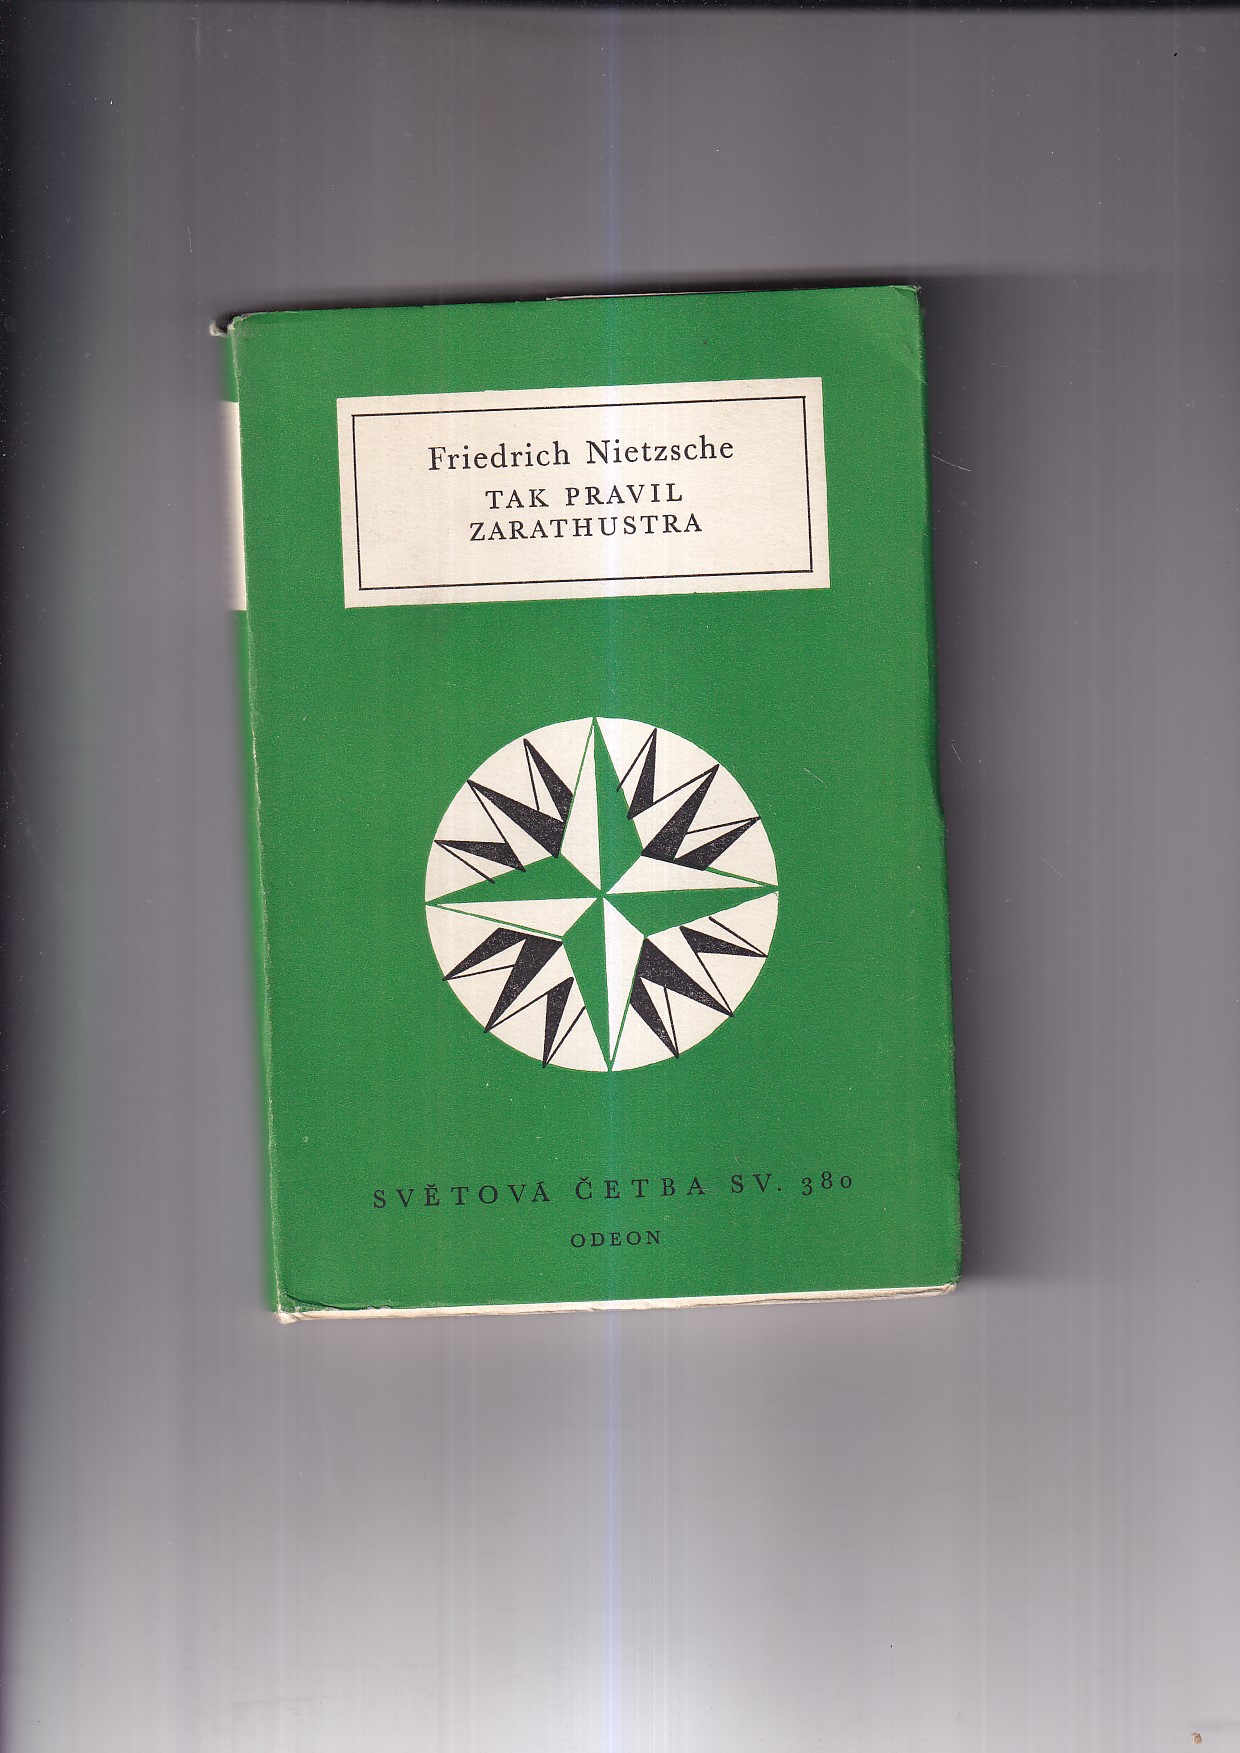 Friedrich Nietzsche
TAK PRAVIL
ZARATHUSTRA
SVĚTOVÁ ČETBA SV. 380
ODEON